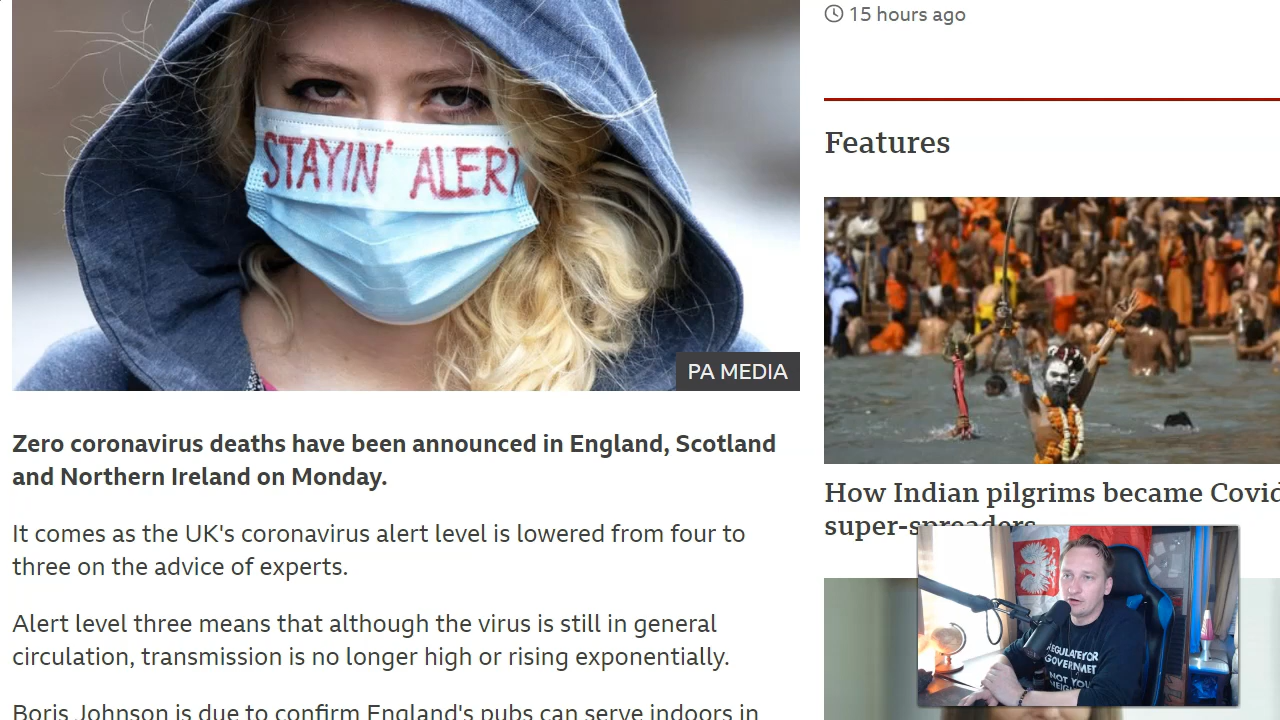 15 hours ago
Features
STAYIN' ALERT
PA MEDIA
Zero coronavirus deaths have been announced in England, Scotland
and Northern Ireland on Monday.
It comes as the UK's coronavirus alert level is lowered from four to
three on the advice of experts.
Alert level three means that although the virus is still in general
circulation, transmission is no longer high or rising exponentially.
Boris Johnson is due to confirm England's pubs can serve indoors in
How Indian pilgrims became Covid
super-spreaders
REGULATE YOR
GOVERNMET
NOT YOU